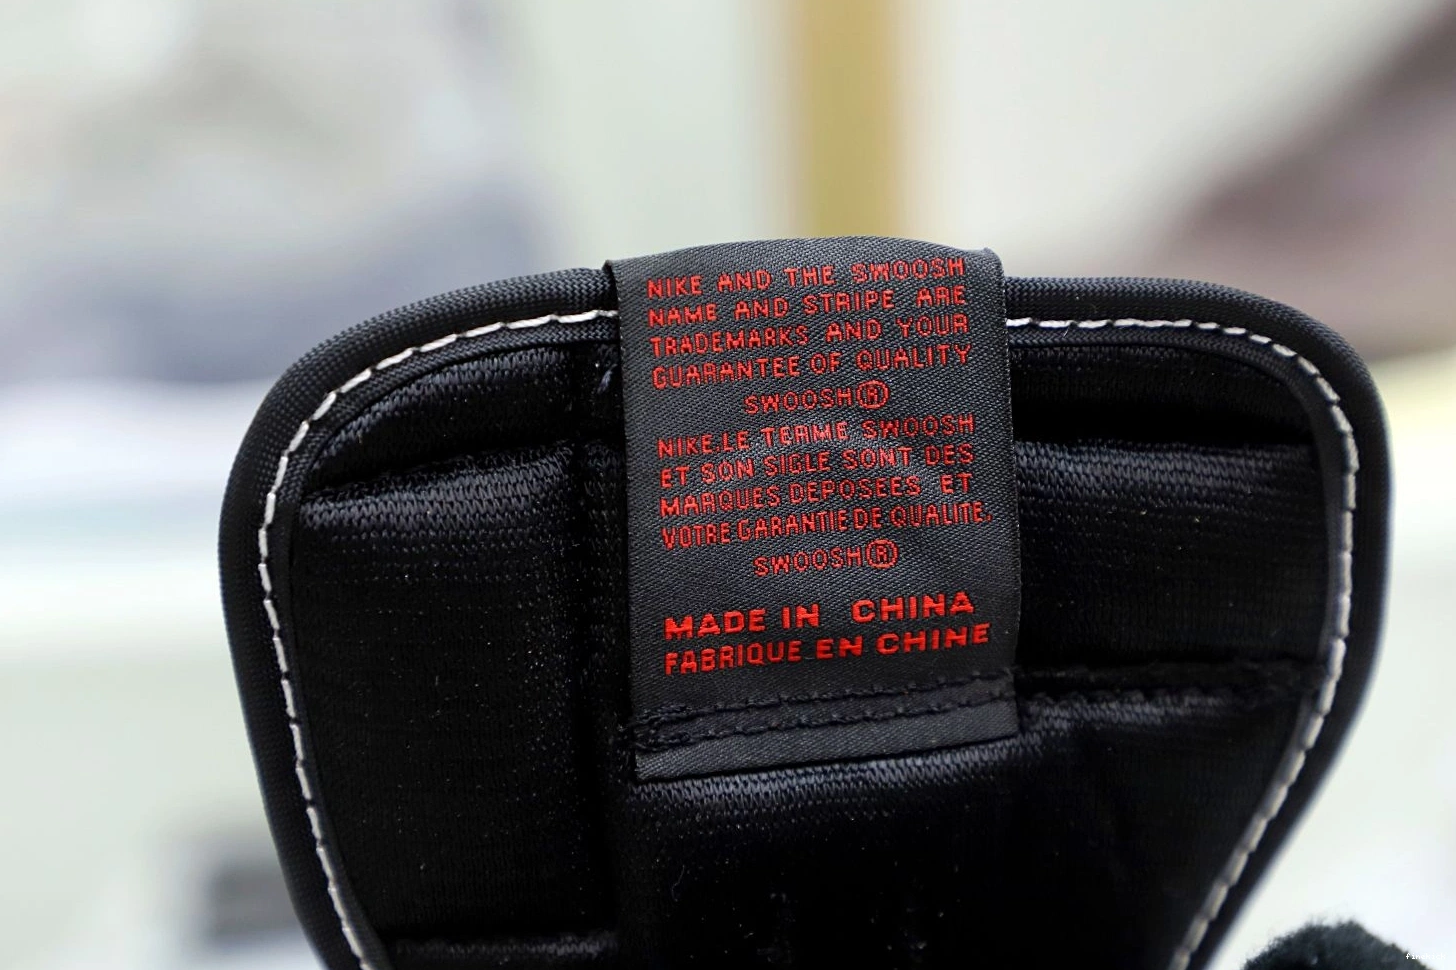 NIKE AND THE SWOOSH
NAME AND STRIPE ARE
TRADEMARKS AND YOUR
GUARANTEE OF QUALITY
SWOOSH®
NIKE.LE TERME SWOOSH
ET SON SIGLE SONT DES
MARQUES DEPOSEES ET
VOTRE GARANTIE DE QUALITE.
SWOOSH®
MADE IN CHINA
FABRIQUE EN CHINE